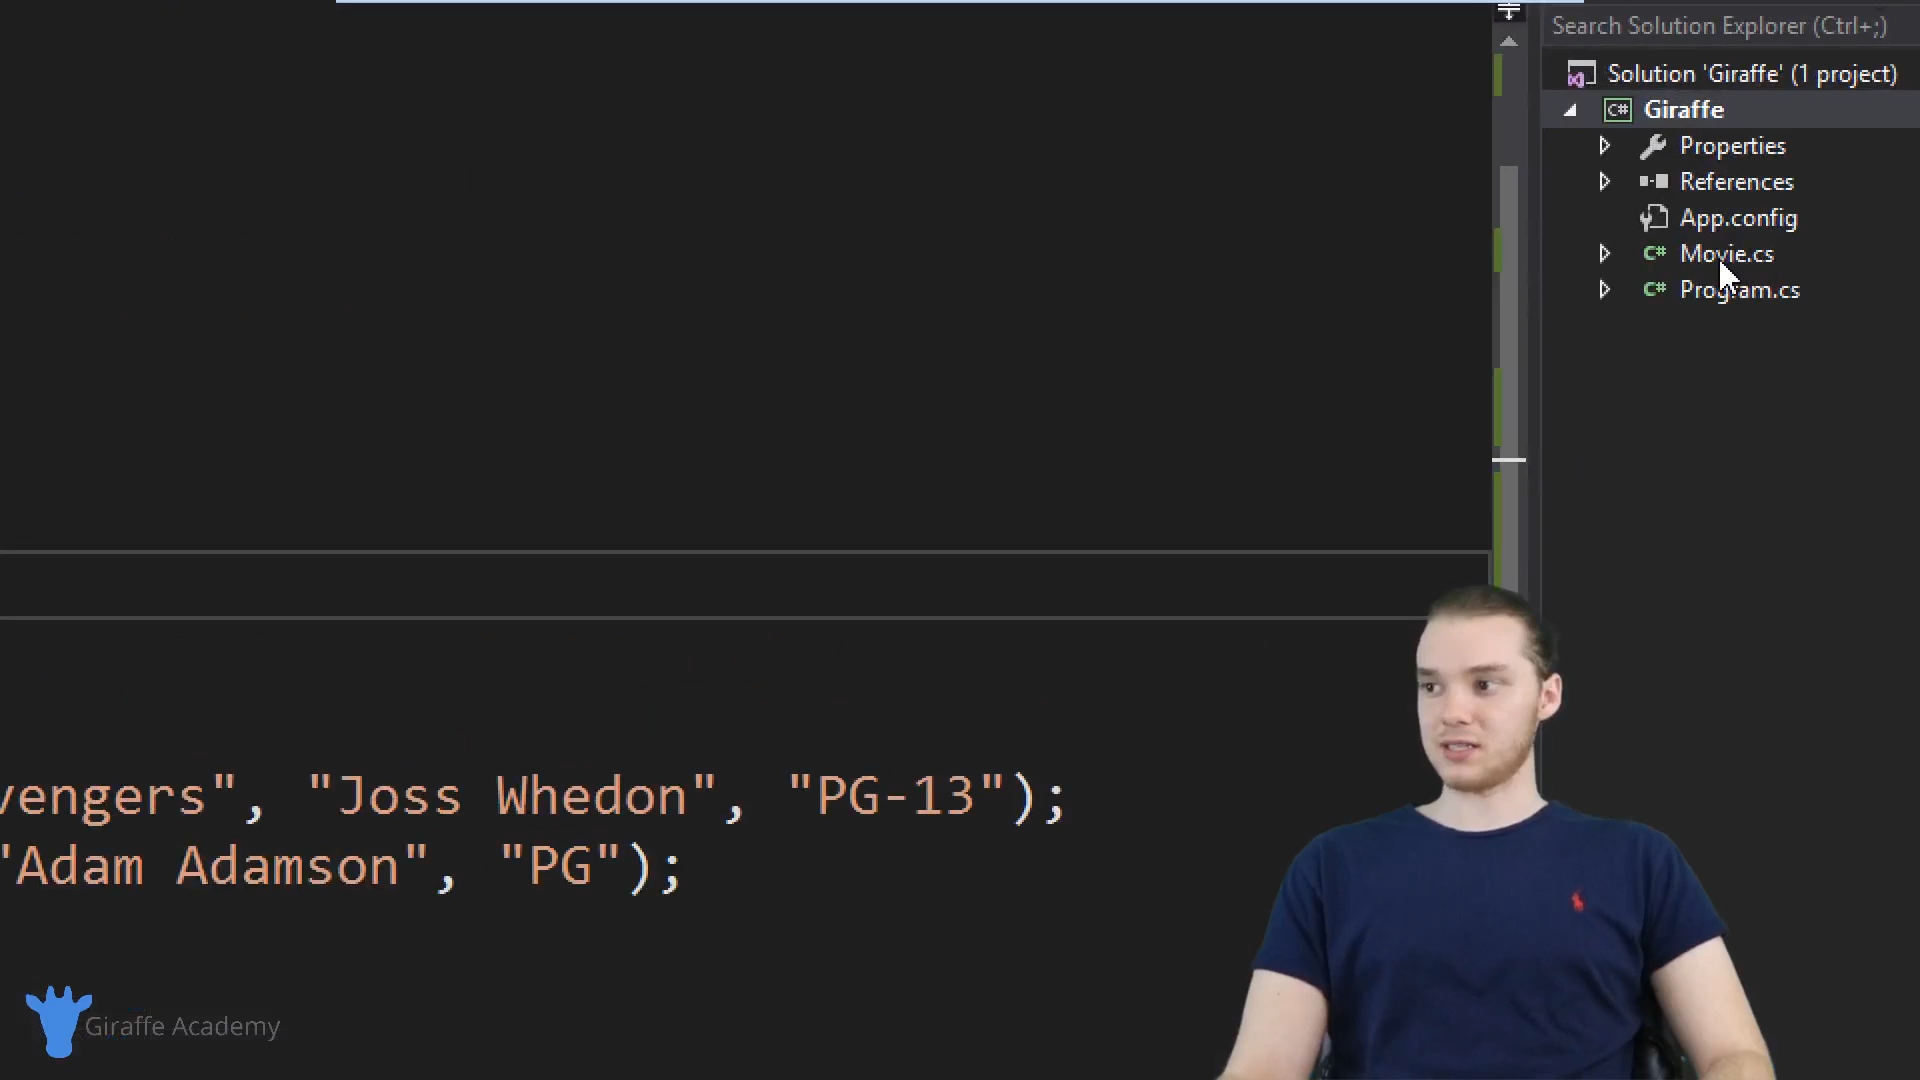 Search Solution Explorer (Ctrl+;)
Solution 'Giraffe' (1 project)
C# Giraffe
Properties
References
App.config
C# Movie.cs
C# Program.cs
vengers", "Joss Whedon", "PG-13");
"Adam Adamson", "PG");
Giraffe Academy